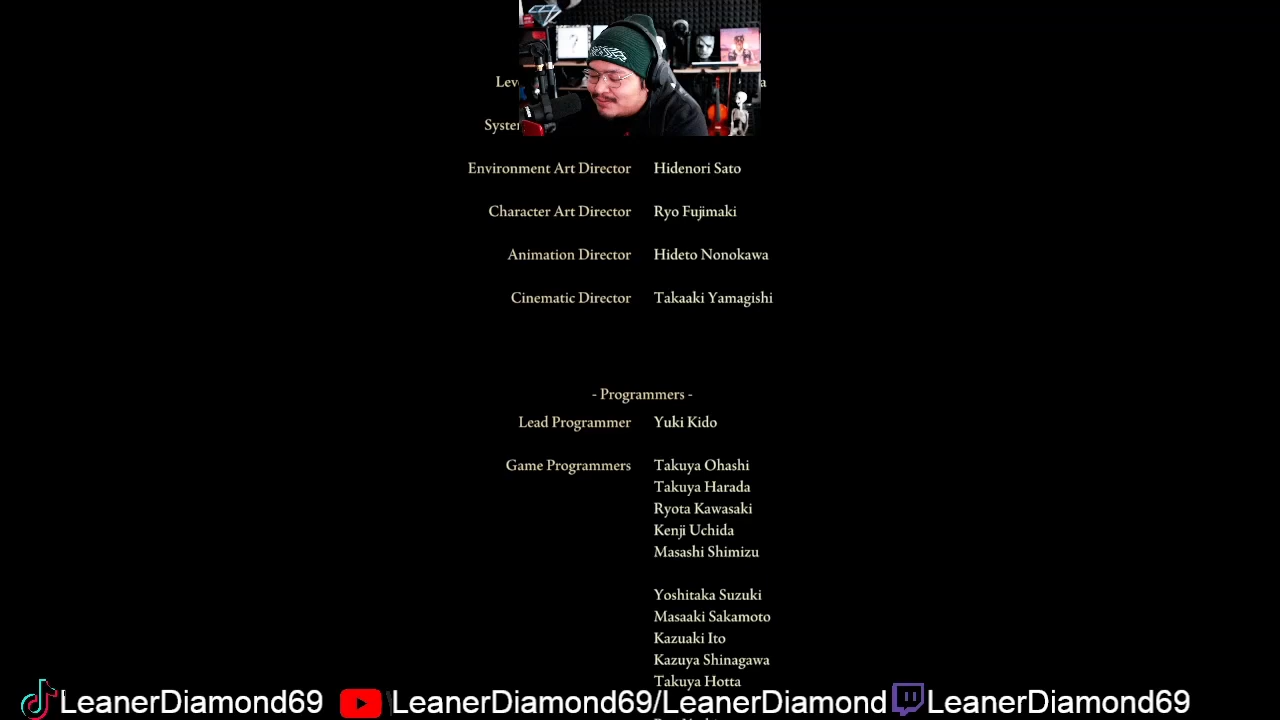 Environment Art Director Hidenori Sato
Character Art Director Ryo Fujimaki
Animation Director Hideto Nonokawa
Cinematic Director Takaaki Yamagishi
- Programmers -
Lead Programmer Yuki Kido
Game Programmers Takuya Ohashi
Takuya Harada
Ryota Kawasaki
Kenji Uchida
Masashi Shimizu
Yoshitaka Suzuki
Masaaki Sakamoto
Kazuaki Ito
Kazuya Shinagawa
Takuya Hotta
LeanerDiamond69 LeanerDiamond69/LeanerDiamond LeanerDiamond69